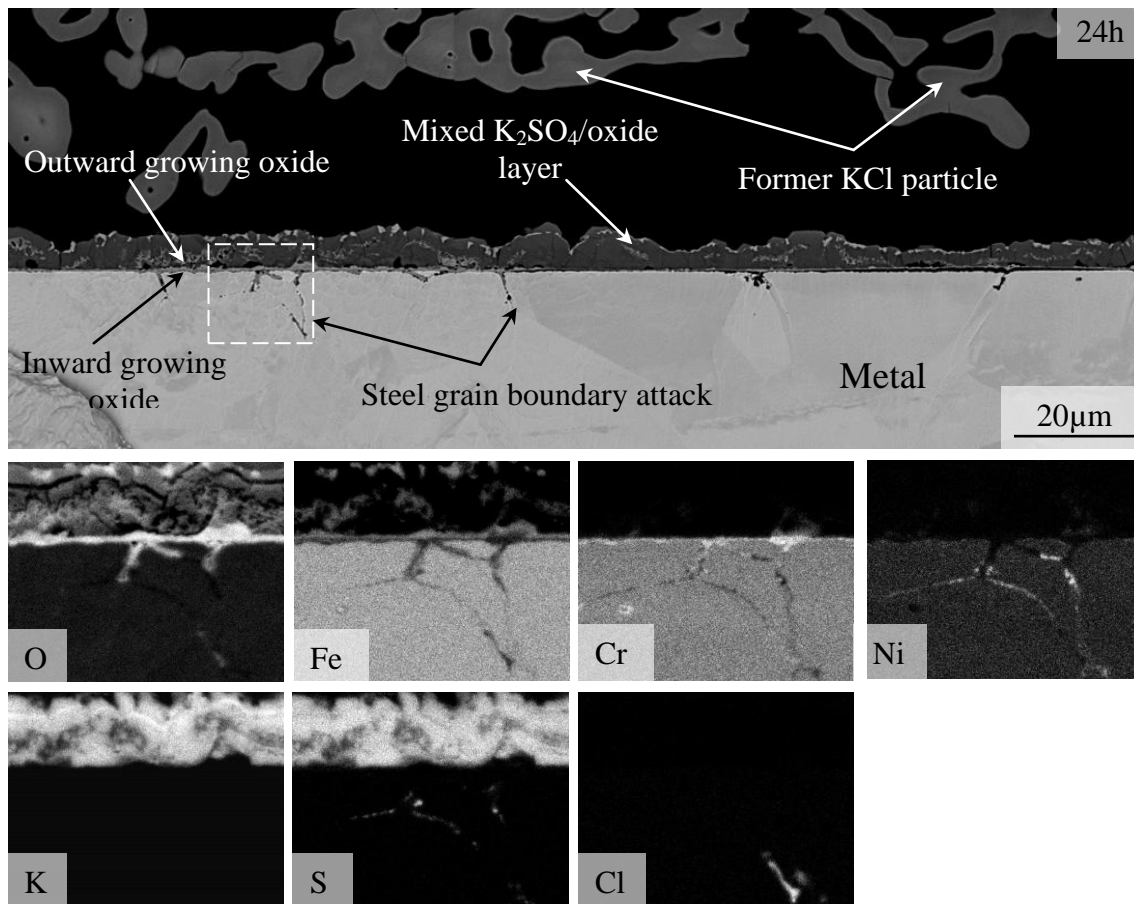 24h
Mixed K₂SO₄/oxide
layer
Outward growing oxide
Former KCl particle
Inward growing
oxide
Steel grain boundary attack
Metal
20µm
O
Fe
Cr
Ni
K
S
Cl